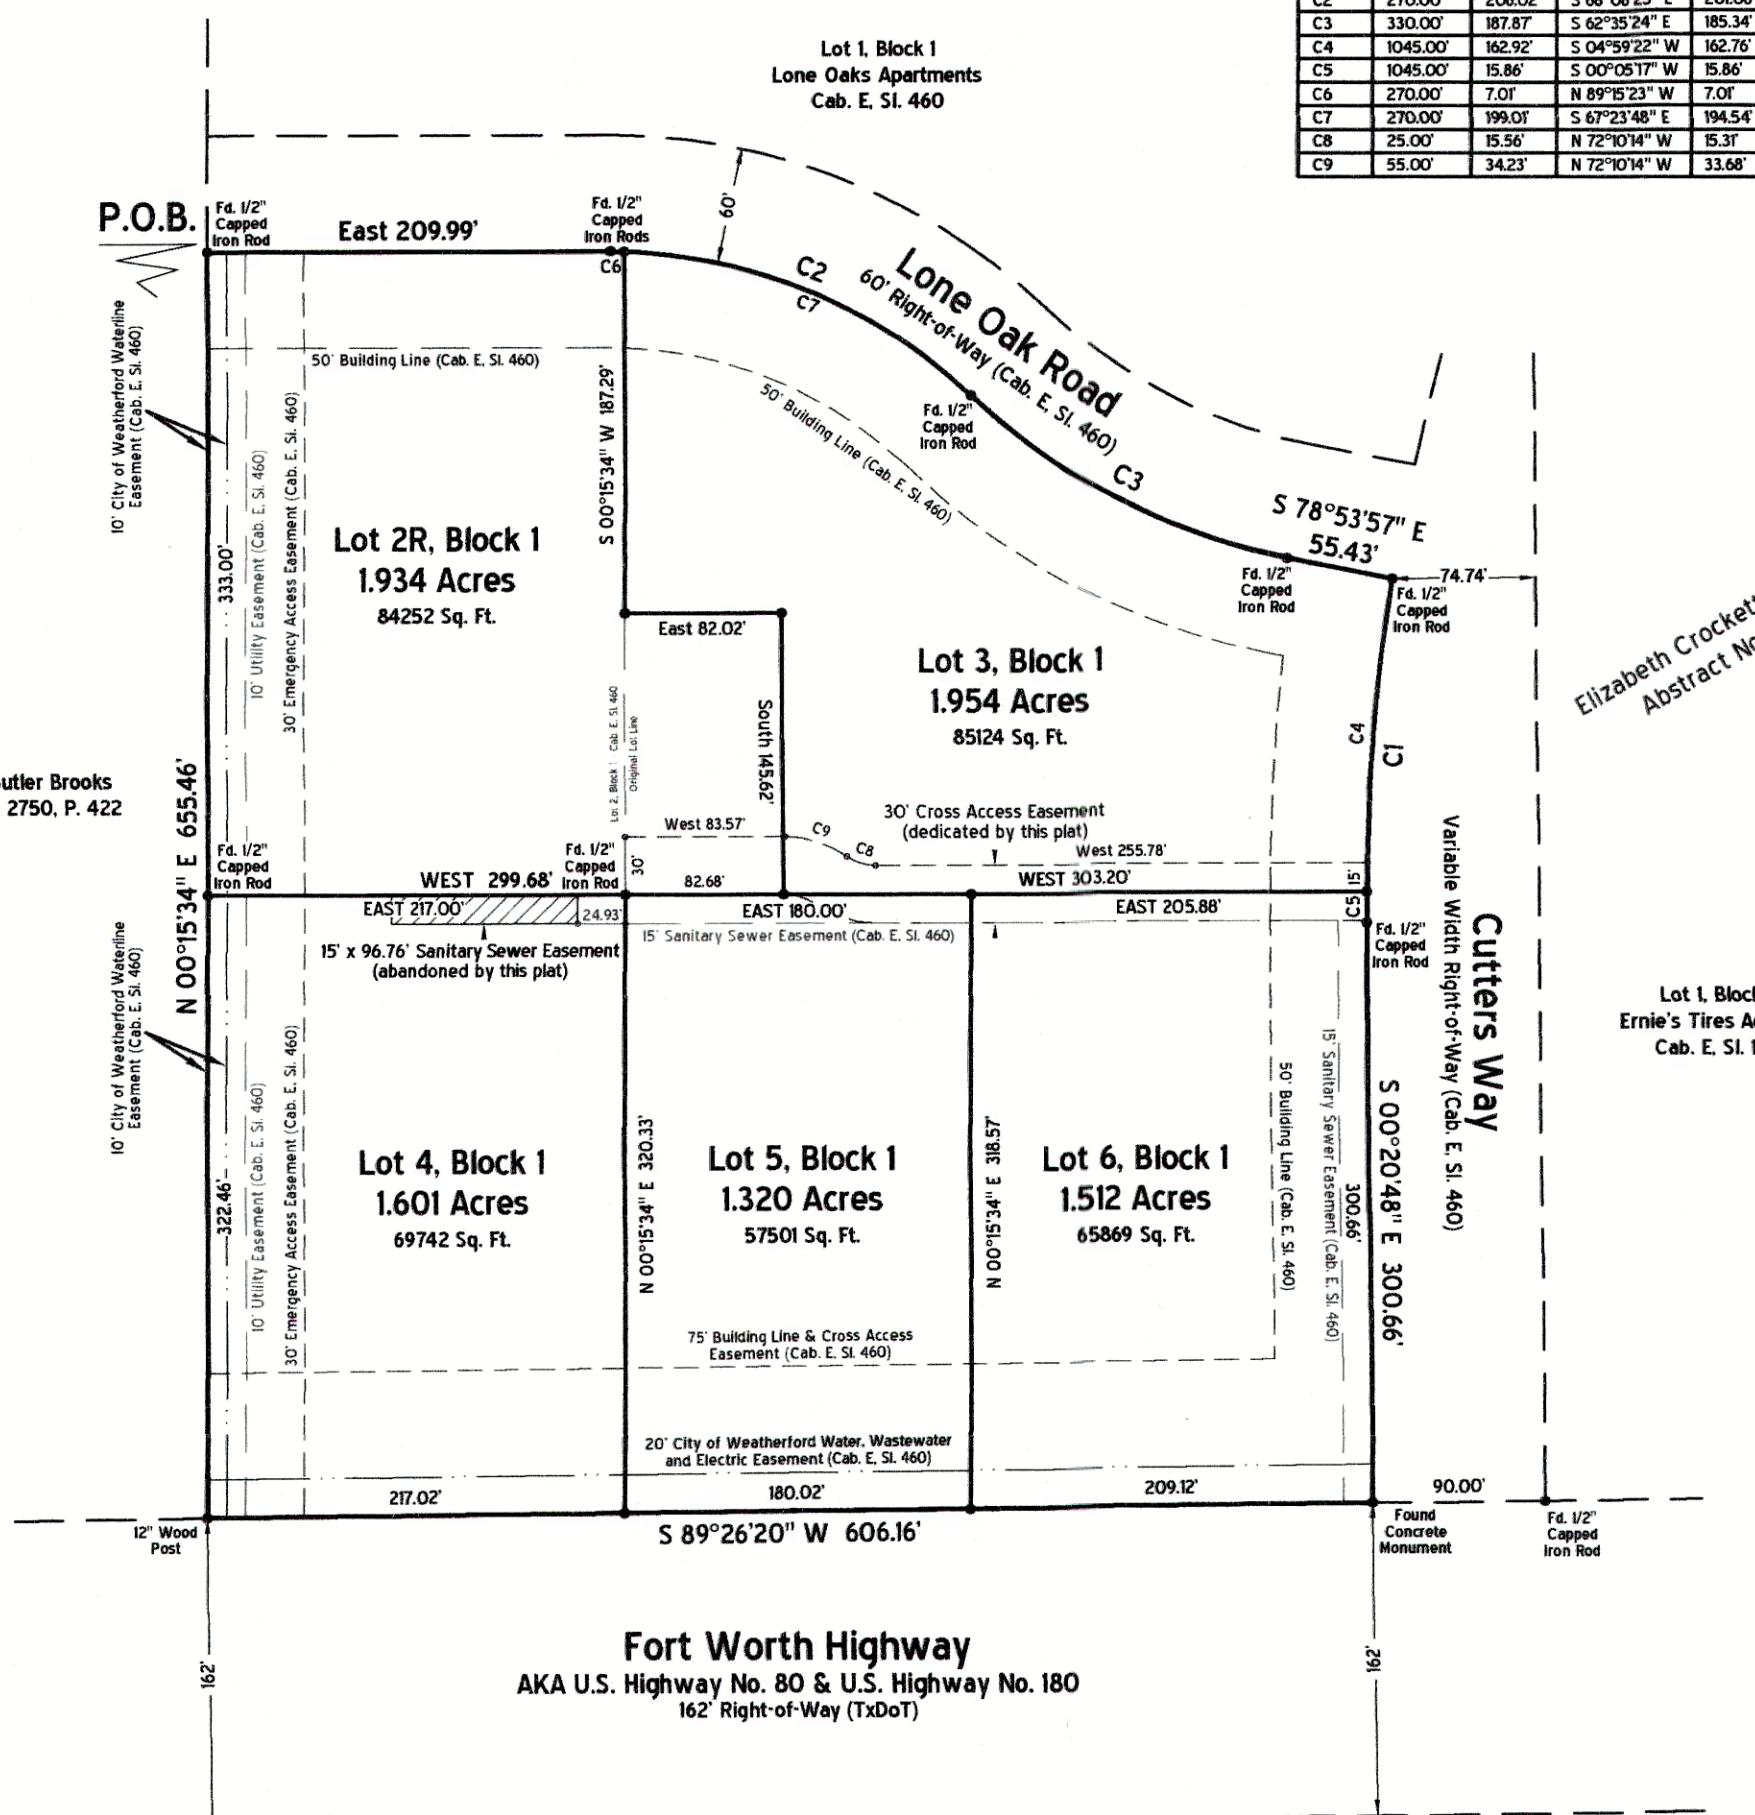 C2 270.00' 206.02' S 68°08'25" E
C3 330.00' 187.87' S 62°35'24" E 185.34'
C4 1045.00' 162.92' S 04°59'22" W 162.76'
C5 1045.00' 15.86' S 00°05'17" W 15.86'
C6 270.00' 7.01' N 89°15'23" W 7.01'
C7 270.00' 199.01' S 67°23'48" E 194.54'
C8 25.00' 15.56' N 72°10'14" W 15.31'
C9 55.00' 34.23' N 72°10'14" W 33.68'
Lot 1, Block 1
Lone Oaks Apartments
Cab. E, Sl. 460
P.O.B.
Fd. 1/2"
Capped
Iron Rod
East 209.99'
Fd. 1/2"
Capped
Iron Rods
C6
60'
C2
C7
Lone Oak Road
60' Right-of-Way (Cab. E, Sl. 460)
10' City of Weatherford Waterline
Easement (Cab. E, Sl. 460)
50' Building Line (Cab. E, Sl. 460)
50' Building Line (Cab. E, Sl. 460)
Fd. 1/2"
Capped
Iron Rod
C3
S 78°53'57" E
55.43'
74.74'
Fd. 1/2"
Capped
Iron Rod
Fd. 1/2"
Capped
Iron Rod
S 00°15'34" W 187.29'
333.00'
10' Utility Easement (Cab. E, Sl. 460)
30' Emergency Access Easement (Cab. E, Sl. 460)
Lot 2R, Block 1
1.934 Acres
84252 Sq. Ft.
East 82.02'
Lot 3, Block 1
1.954 Acres
85124 Sq. Ft.
Elizabeth Crockett
Abstract No
South 145.62'
Lot 2, Block 1 Cab. E, Sl. 460
Original Lot Line
C4
C1
utler Brooks
2750, P. 422
N 00°15'34" E 655.46'
West 83.57'
C9
C8
30' Cross Access Easement
(dedicated by this plat)
West 255.78'
Fd. 1/2"
Capped
Iron Rod
Fd. 1/2"
Capped
Iron Rod
30'
WEST 299.68'
82.68'
WEST 303.20'
15'
C5
EAST 217.00'
24.93'
EAST 180.00'
EAST 205.88'
15' Sanitary Sewer Easement (Cab. E, Sl. 460)
15' x 96.76' Sanitary Sewer Easement
(abandoned by this plat)
Fd. 1/2"
Capped
Iron Rod
Cutters Way
Variable Width Right-of-Way (Cab. E, Sl. 460)
Lot 1, Block
Ernie's Tires A
Cab. E, Sl. 1
10' City of Weatherford Waterline
Easement (Cab. E, Sl. 460)
322.46'
10' Utility Easement (Cab. E, Sl. 460)
30' Emergency Access Easement (Cab. E, Sl. 460)
Lot 4, Block 1
1.601 Acres
69742 Sq. Ft.
N 00°15'34" E 320.33'
Lot 5, Block 1
1.320 Acres
57501 Sq. Ft.
N 00°15'34" E 318.57'
Lot 6, Block 1
1.512 Acres
65869 Sq. Ft.
50' Building Line (Cab. E, Sl. 460)
15' Sanitary Sewer Easement (Cab. E, Sl. 460)
300.66'
S 00°20'48" E 300.66'
75' Building Line & Cross Access
Easement (Cab. E, Sl. 460)
20' City of Weatherford Water, Wastewater
and Electric Easement (Cab. E, Sl. 460)
217.02'
180.02'
209.12'
90.00'
12" Wood
Post
S 89°26'20" W 606.16'
Found
Concrete
Monument
Fd. 1/2"
Capped
Iron Rod
162'
162'
Fort Worth Highway
AKA U.S. Highway No. 80 & U.S. Highway No. 180
162' Right-of-Way (TxDoT)